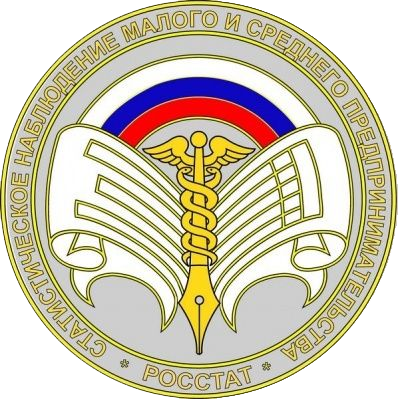 СТАТИСТИЧЕСКОЕ НАБЛЮДЕНИЕ МАЛОГО И СРЕДНЕГО ПРЕДПРИНИМАТЕЛЬСТВА
* РОССТАТ *